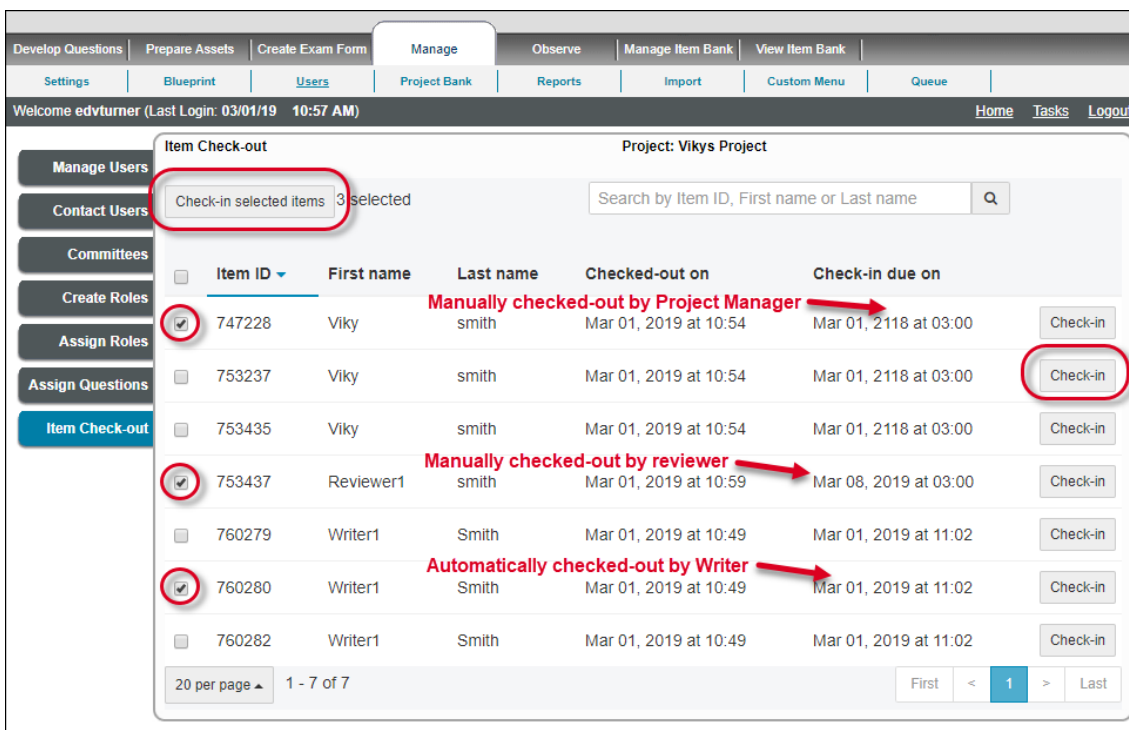 Develop Questions Prepare Assets Create Exam Form Manage Observe Manage Item Bank View Item Bank
Settings Blueprint Users Project Bank Reports Import Custom Menu Queue
Welcome edvturner (Last Login: 03/01/19 10:57 AM) Home Tasks Logout
Item Check-out Project: Vikys Project
Manage Users
Contact Users
Committees
Create Roles
Assign Roles
Assign Questions
Item Check-out
Check-in selected items 3 selected Search by Item ID, First name or Last name
Item ID First name Last name Checked-out on Check-in due on
Manually checked-out by Project Manager
747228 Viky smith Mar 01, 2019 at 10:54 Mar 01, 2118 at 03:00 Check-in
753237 Viky smith Mar 01, 2019 at 10:54 Mar 01, 2118 at 03:00 Check-in
753435 Viky smith Mar 01, 2019 at 10:54 Mar 01, 2118 at 03:00 Check-in
Manually checked-out by reviewer
753437 Reviewer1 smith Mar 01, 2019 at 10:59 Mar 08, 2019 at 03:00 Check-in
760279 Writer1 Smith Mar 01, 2019 at 10:49 Mar 01, 2019 at 11:02 Check-in
Automatically checked-out by Writer
760280 Writer1 Smith Mar 01, 2019 at 10:49 Mar 01, 2019 at 11:02 Check-in
760282 Writer1 Smith Mar 01, 2019 at 10:49 Mar 01, 2019 at 11:02 Check-in
20 per page 1 - 7 of 7 First < 1 > Last